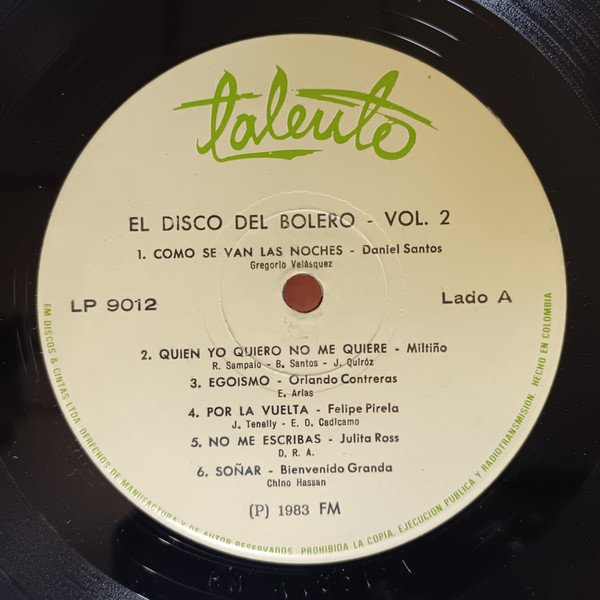 talento
EL DISCO DEL BOLERO - VOL. 2
1. COMO SE VAN LAS NOCHES - Daniel Santos
Gregorio Velásquez
LP 9012
Lado A
2. QUIEN YO QUIERO NO ME QUIERE - Miltiño
R. Sampaio - B. Santos - J. Quiróz
3. EGOISMO - Orlando Contreras
E. Arias
4. POR LA VUELTA - Felipe Pirela
J. Tenelly - E. D. Cadicamo
5. NO ME ESCRIBAS - Julita Ross
D. R. A.
6. SOÑAR - Bienvenido Granda
Chino Hassan
(P) 1983 FM
FM DISCOS & CINTAS LTDA. DERECHOS DE MANUFACTURA Y DE AUTOR RESERVADOS. PROHIBIDA LA COPIA, EJECUCION PUBLICA Y RADIOTRANSMISION. HECHO EN COLOMBIA